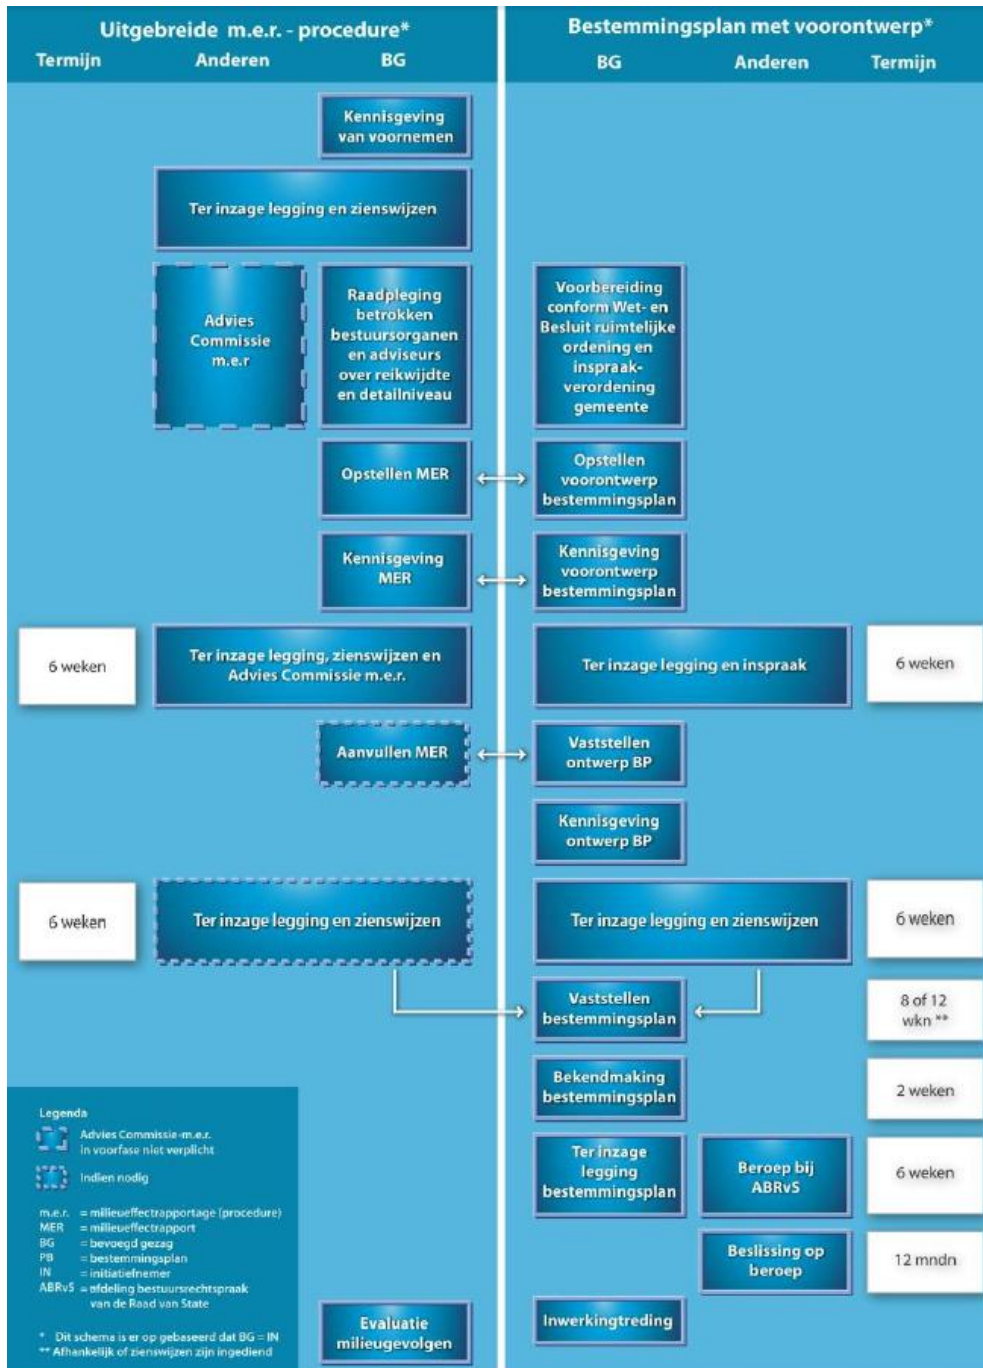 Uitgebreide m.e.r. - procedure*
Termijn
Anderen
BG
Bestemmingsplan met voorontwerp*
BG
Anderen
Termijn
Kennisgeving
van voornemen
Ter inzage legging en zienswijzen
Advies
Commissie
m.e.r
Raadpleging
betrokken
bestuursorganen
en adviseurs
over reikwijdte
en detailniveau
Voorbereiding
conform Wet- en
Besluit ruimtelijke
ordening en
inspraak-
verordening
gemeente
Opstellen MER
Opstellen
voorontwerp
bestemmingsplan
Kennisgeving
MER
Kennisgeving
voorontwerp
bestemmingsplan
6 weken
Ter inzage legging, zienswijzen en
Advies Commissie m.e.r.
Ter inzage legging en inspraak
6 weken
Aanvullen MER
Vaststellen
ontwerp BP
Kennisgeving
ontwerp BP
6 weken
Ter inzage legging en zienswijzen
Ter inzage legging en zienswijzen
6 weken
Vaststellen
bestemmingsplan
8 of 12
wkn **
Bekendmaking
bestemmingsplan
2 weken
Ter inzage
legging
bestemmingsplan
Beroep bij
ABRvS
6 weken
Beslissing op
beroep
12 mndn
Evaluatie
milieugevolgen
Inwerkingtreding
Legenda
Advies Commissie-m.e.r.
in voorfase niet verplicht
Indien nodig
m.e.r. = milieueffectrapportage (procedure)
MER = milieueffectrapport
BG = bevoegd gezag
PB = bestemmingsplan
IN = initiatiefnemer
ABRvS = afdeling bestuursrechtspraak
van de Raad van State
* Dit schema is er op gebaseerd dat BG = IN
** Afhankelijk of zienswijzen zijn ingediend